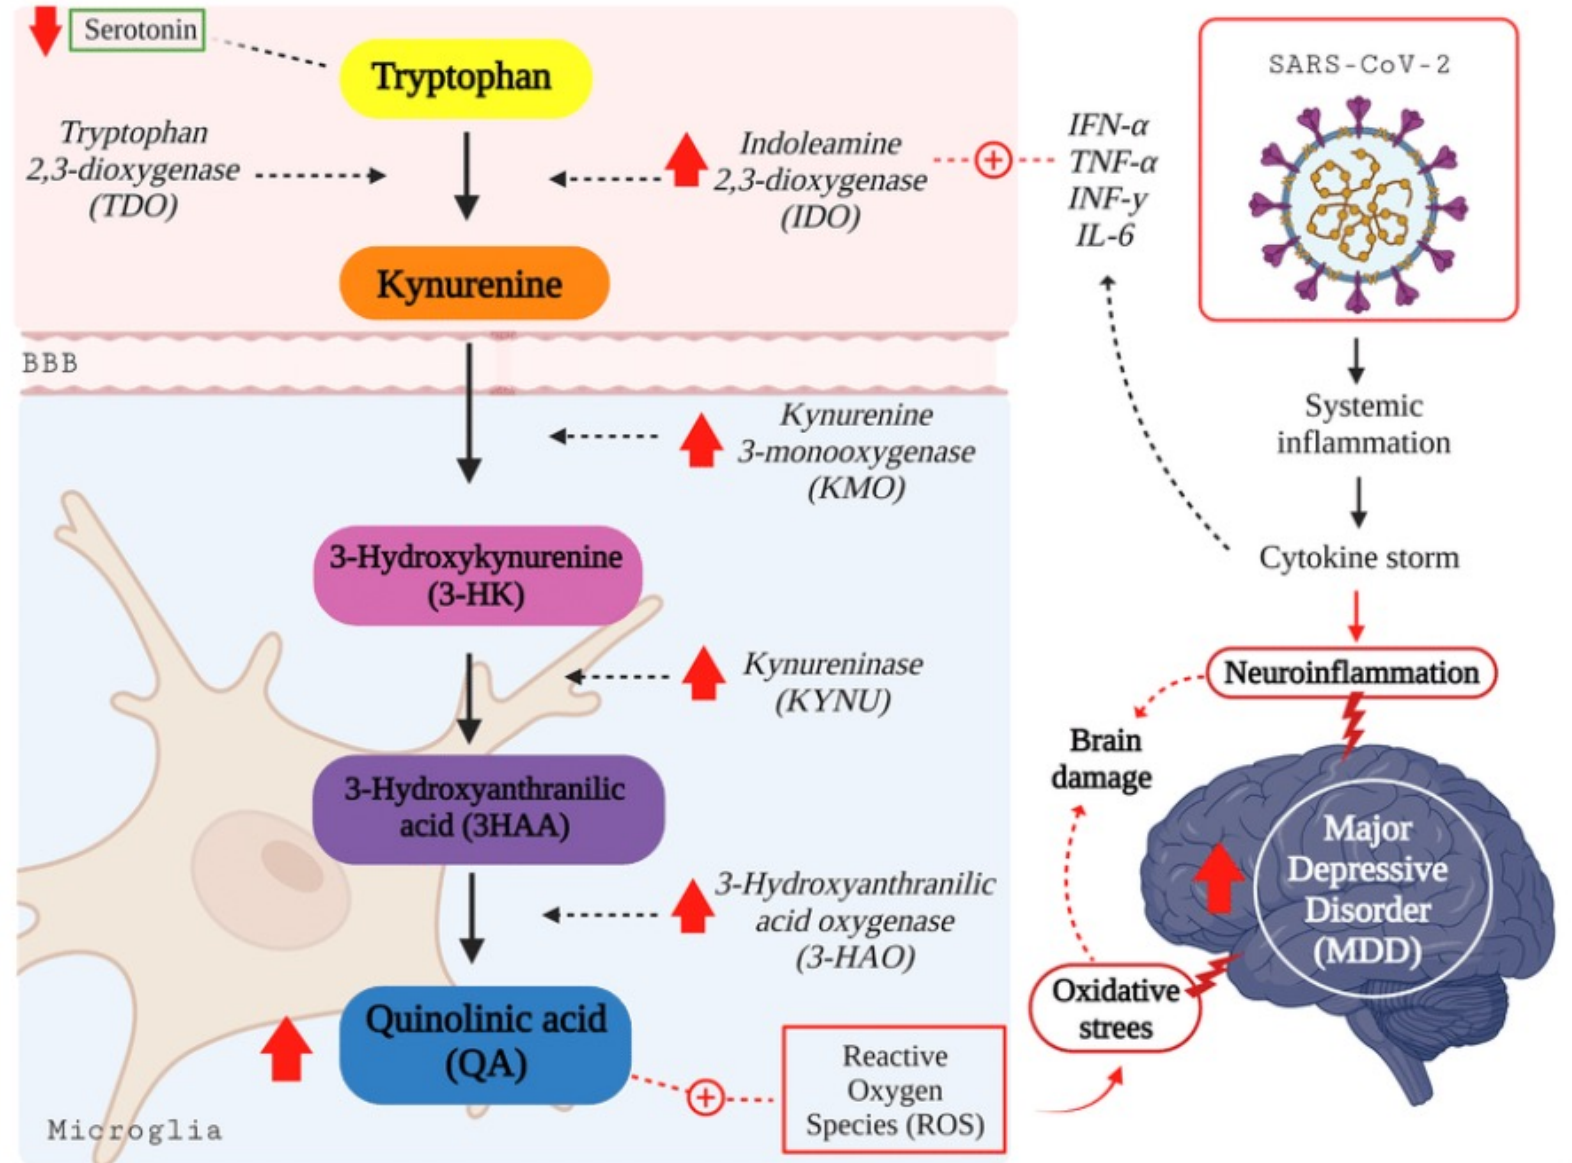 Serotonin
Tryptophan
Tryptophan
2,3-dioxygenase
(TDO)
Indoleamine
2,3-dioxygenase
(IDO)
Kynurenine
BBB
Kynurenine
3-monooxygenase
(KMO)
3-Hydroxykynurenine
(3-HK)
Kynureninase
(KYNU)
3-Hydroxyanthranilic
acid (3HAA)
3-Hydroxyanthranilic
acid oxygenase
(3-HAO)
Quinolinic acid
(QA)
Reactive
Oxygen
Species (ROS)
Microglia
IFN-α
TNF-α
INF-y
IL-6
SARS-CoV-2
Systemic
inflammation
Cytokine storm
Neuroinflammation
Brain
damage
Major
Depressive
Disorder
(MDD)
Oxidative
strees